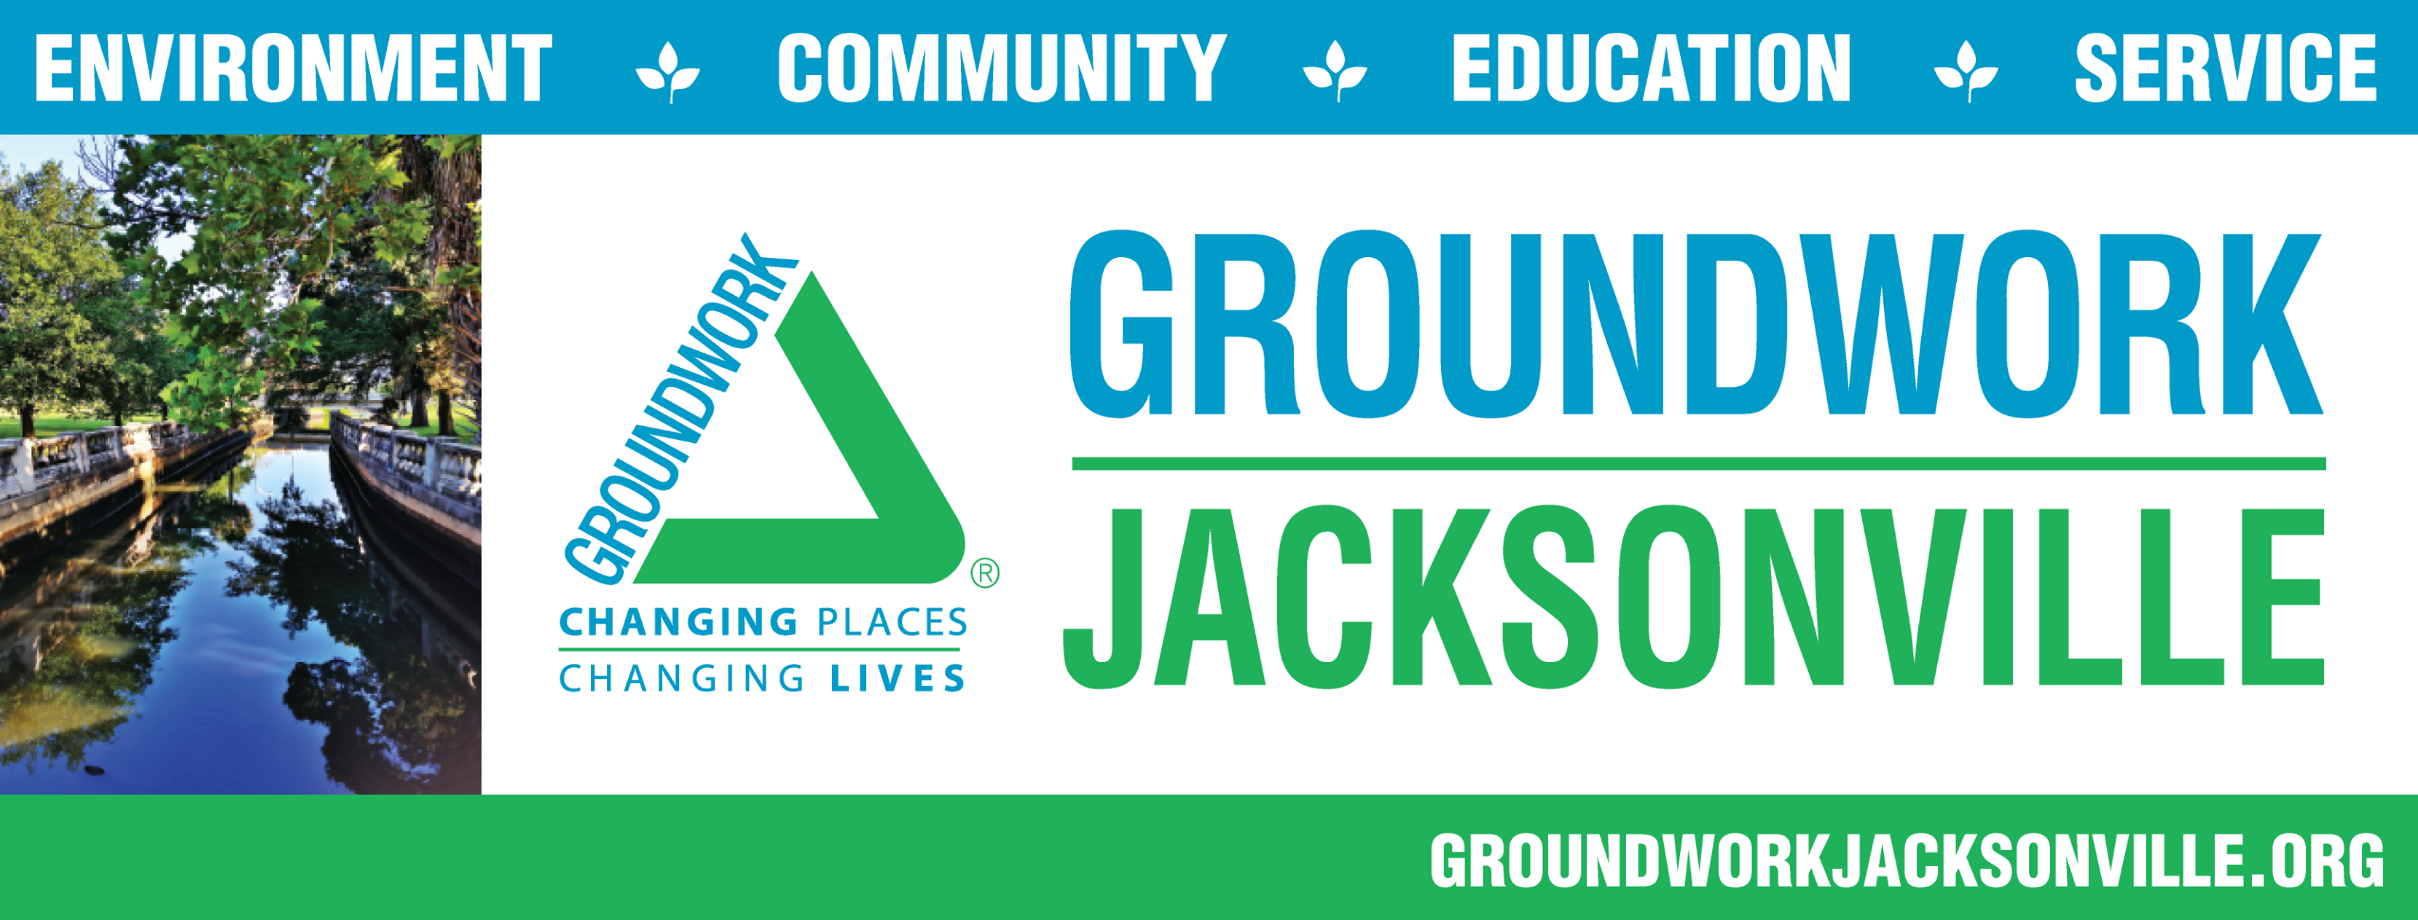 ENVIRONMENT COMMUNITY EDUCATION SERVICE
GROUNDWORK
CHANGING PLACES
CHANGING LIVES
®
GROUNDWORK
JACKSONVILLE
GROUNDWORKJACKSONVILLE.ORG